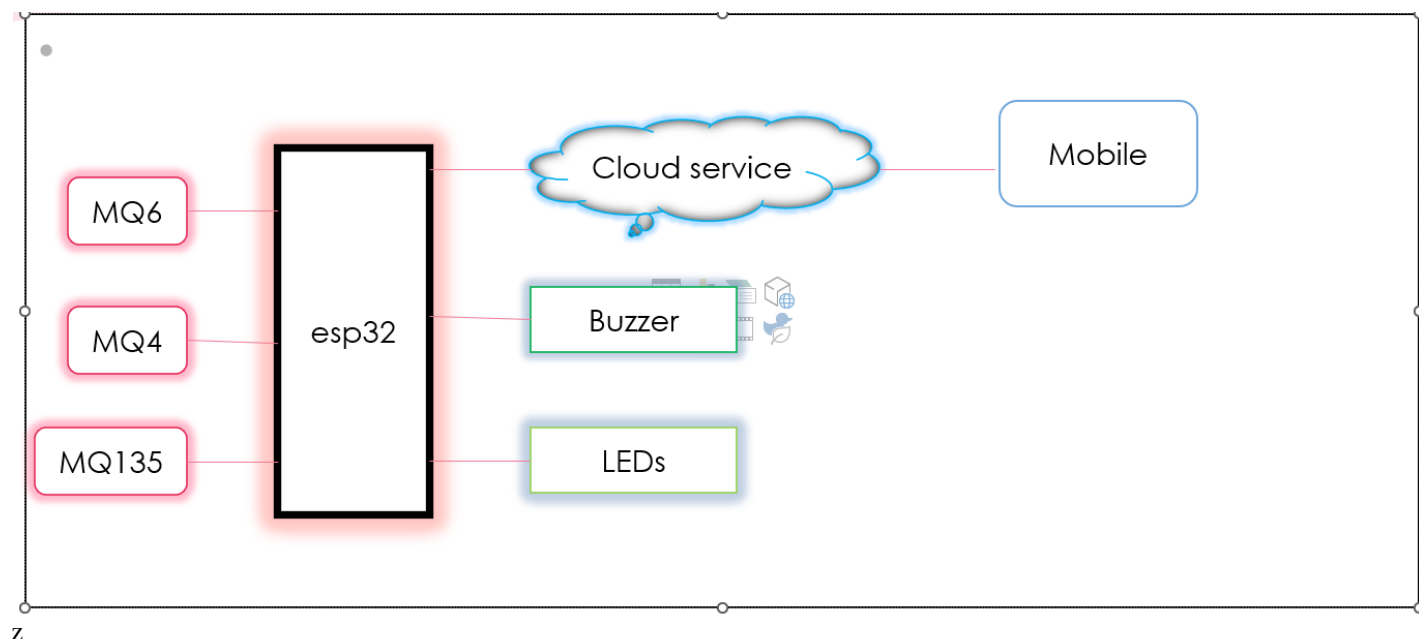 Cloud service
Mobile
MQ6
MQ4
esp32
Buzzer
MQ135
LEDs
z